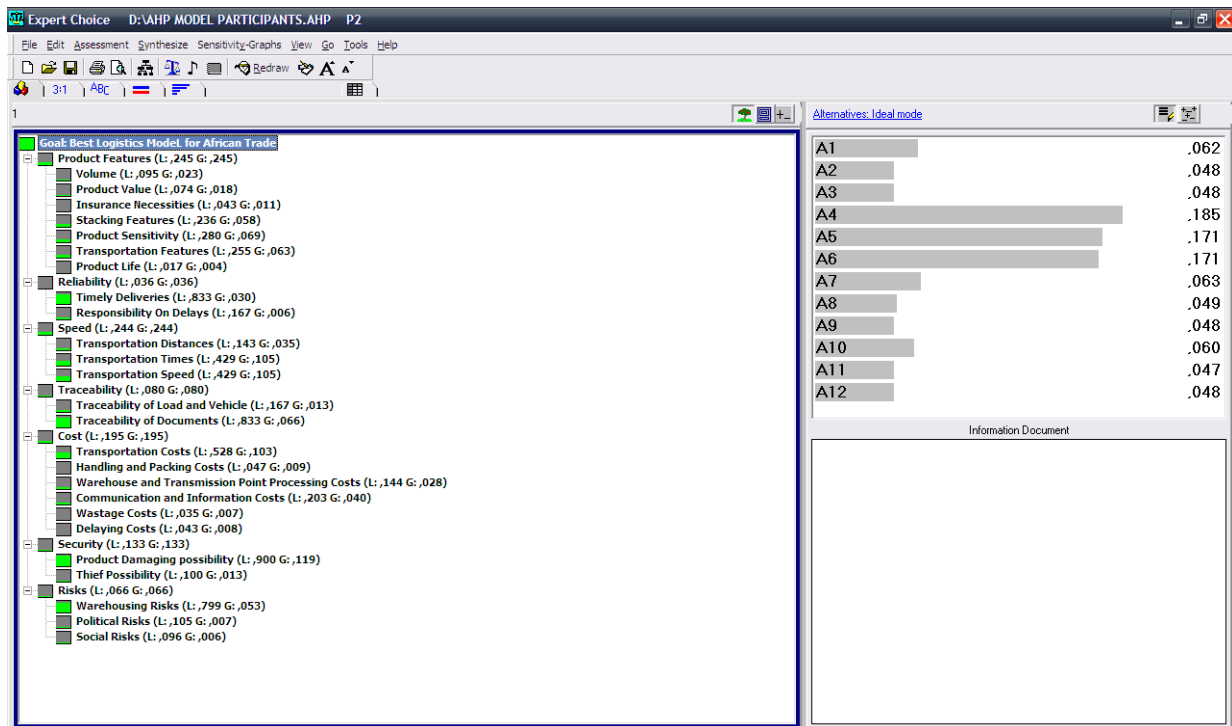 Expert Choice D:\AHP MODEL PARTICIPANTS.AHP P2
File Edit Assessment Synthesize Sensitivity-Graphs View Go Tools Help
Redraw A A
3:1 ABC
1
Goal: Best Logistics ModeL for African Trade
Product Features (L: ,245 G: ,245)
Volume (L: ,095 G: ,023)
Product Value (L: ,074 G: ,018)
Insurance Necessities (L: ,043 G: ,011)
Stacking Features (L: ,236 G: ,058)
Product Sensitivity (L: ,280 G: ,069)
Transportation Features (L: ,255 G: ,063)
Product Life (L: ,017 G: ,004)
Reliability (L: ,036 G: ,036)
Timely Deliveries (L: ,833 G: ,030)
Responsibility On Delays (L: ,167 G: ,006)
Speed (L: ,244 G: ,244)
Transportation Distances (L: ,143 G: ,035)
Transportation Times (L: ,429 G: ,105)
Transportation Speed (L: ,429 G: ,105)
Traceability (L: ,080 G: ,080)
Traceability of Load and Vehicle (L: ,167 G: ,013)
Traceability of Documents (L: ,833 G: ,066)
Cost (L: ,195 G: ,195)
Transportation Costs (L: ,528 G: ,103)
Handling and Packing Costs (L: ,047 G: ,009)
Warehouse and Transmission Point Processing Costs (L: ,144 G: ,028)
Communication and Information Costs (L: ,203 G: ,040)
Wastage Costs (L: ,035 G: ,007)
Delaying Costs (L: ,043 G: ,008)
Security (L: ,133 G: ,133)
Product Damaging possibility (L: ,900 G: ,119)
Thief Possibility (L: ,100 G: ,013)
Risks (L: ,066 G: ,066)
Warehousing Risks (L: ,799 G: ,053)
Political Risks (L: ,105 G: ,007)
Social Risks (L: ,096 G: ,006)
Alternatives: Ideal mode
A1 ,062
A2 ,048
A3 ,048
A4 ,185
A5 ,171
A6 ,171
A7 ,063
A8 ,049
A9 ,048
A10 ,060
A11 ,047
A12 ,048
Information Document